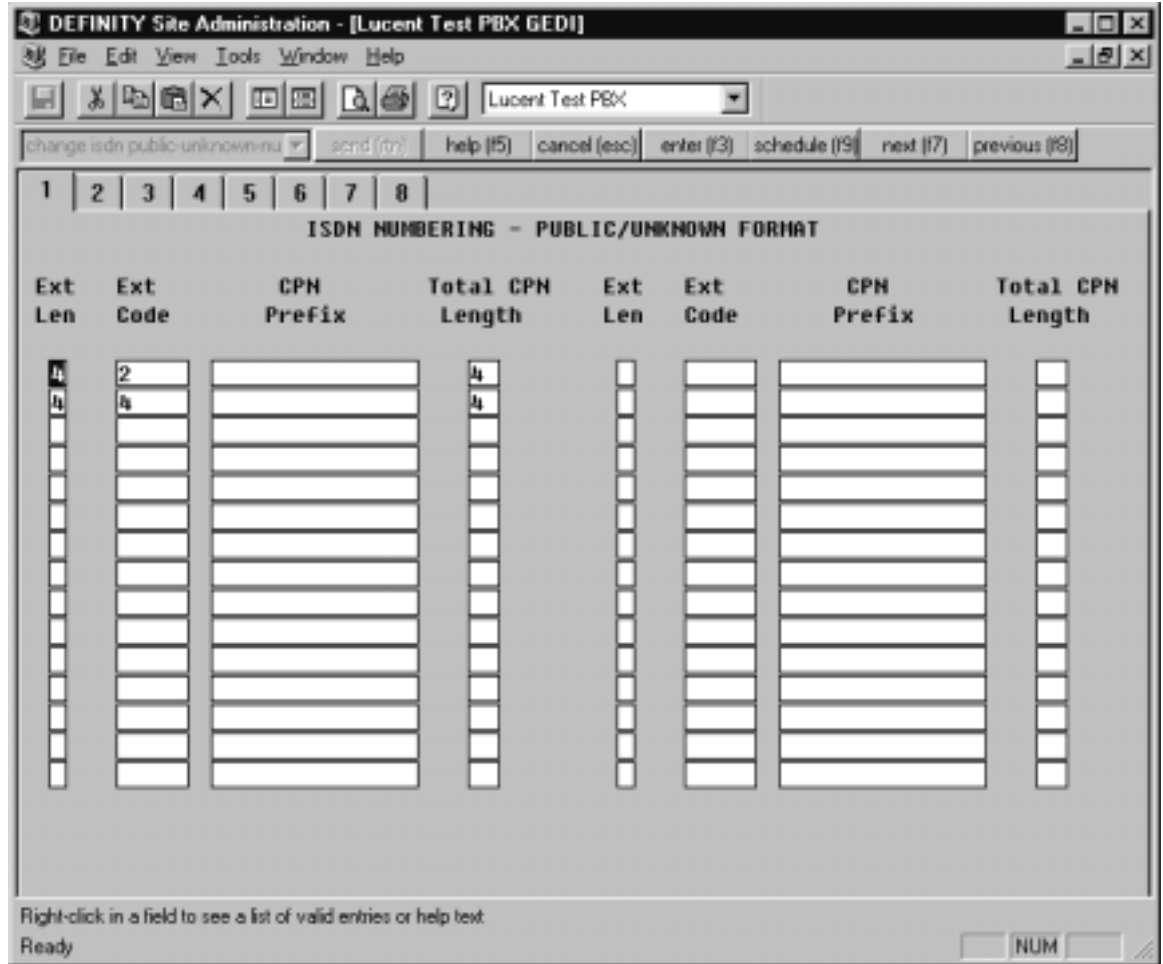 DEFINITY Site Administration - [Lucent Test PBX GEDI]
File Edit View Tools Window Help
Lucent Test PBX
change isdn public-unknown-nu send (rtn) help (f5) cancel (esc) enter (f3) schedule (f9) next (f7) previous (f8)
1 2 3 4 5 6 7 8
ISDN NUMBERING - PUBLIC/UNKNOWN FORMAT
Ext Ext CPN Total CPN Ext Ext CPN Total CPN
Len Code Prefix Length Len Code Prefix Length
4 2 4
4 4 4
Right-click in a field to see a list of valid entries or help text
Ready NUM